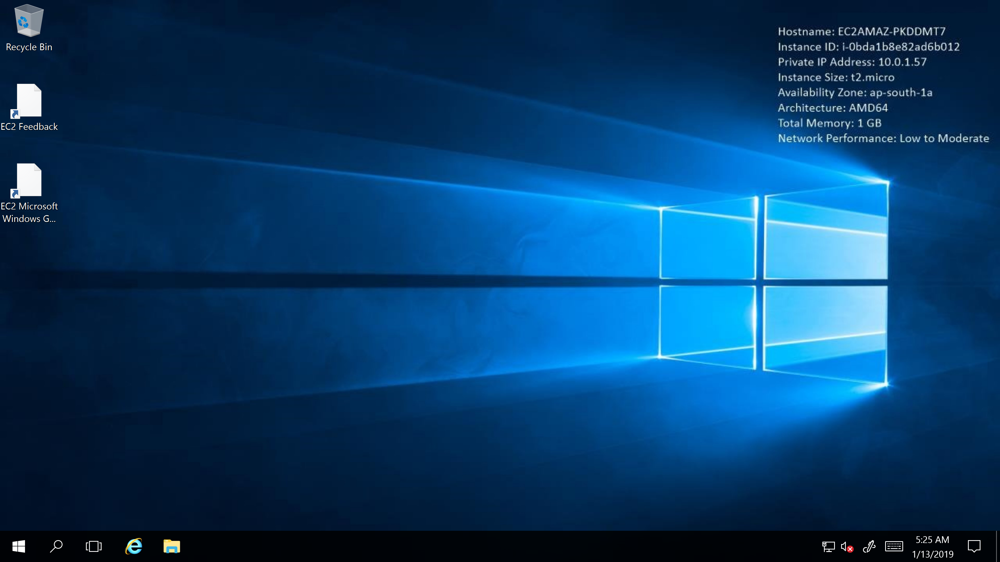 Recycle Bin
EC2 Feedback
EC2 Microsoft
Windows G...
Hostname: EC2AMAZ-PKDDMT7
Instance ID: i-0bda1b8e82ad6b012
Private IP Address: 10.0.1.57
Instance Size: t2.micro
Availability Zone: ap-south-1a
Architecture: AMD64
Total Memory: 1 GB
Network Performance: Low to Moderate
5:25 AM
1/13/2019